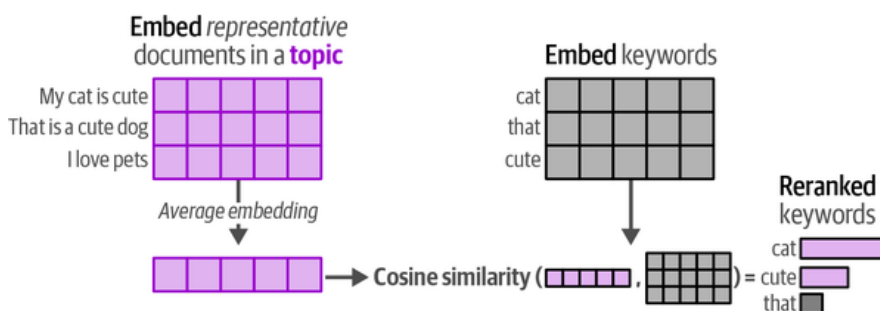 Embed representative
documents in a topic
My cat is cute
That is a cute dog
I love pets
Average embedding
Embed keywords
cat
that
cute
Cosine similarity ( , ) =
Reranked
keywords
cat
cute
that